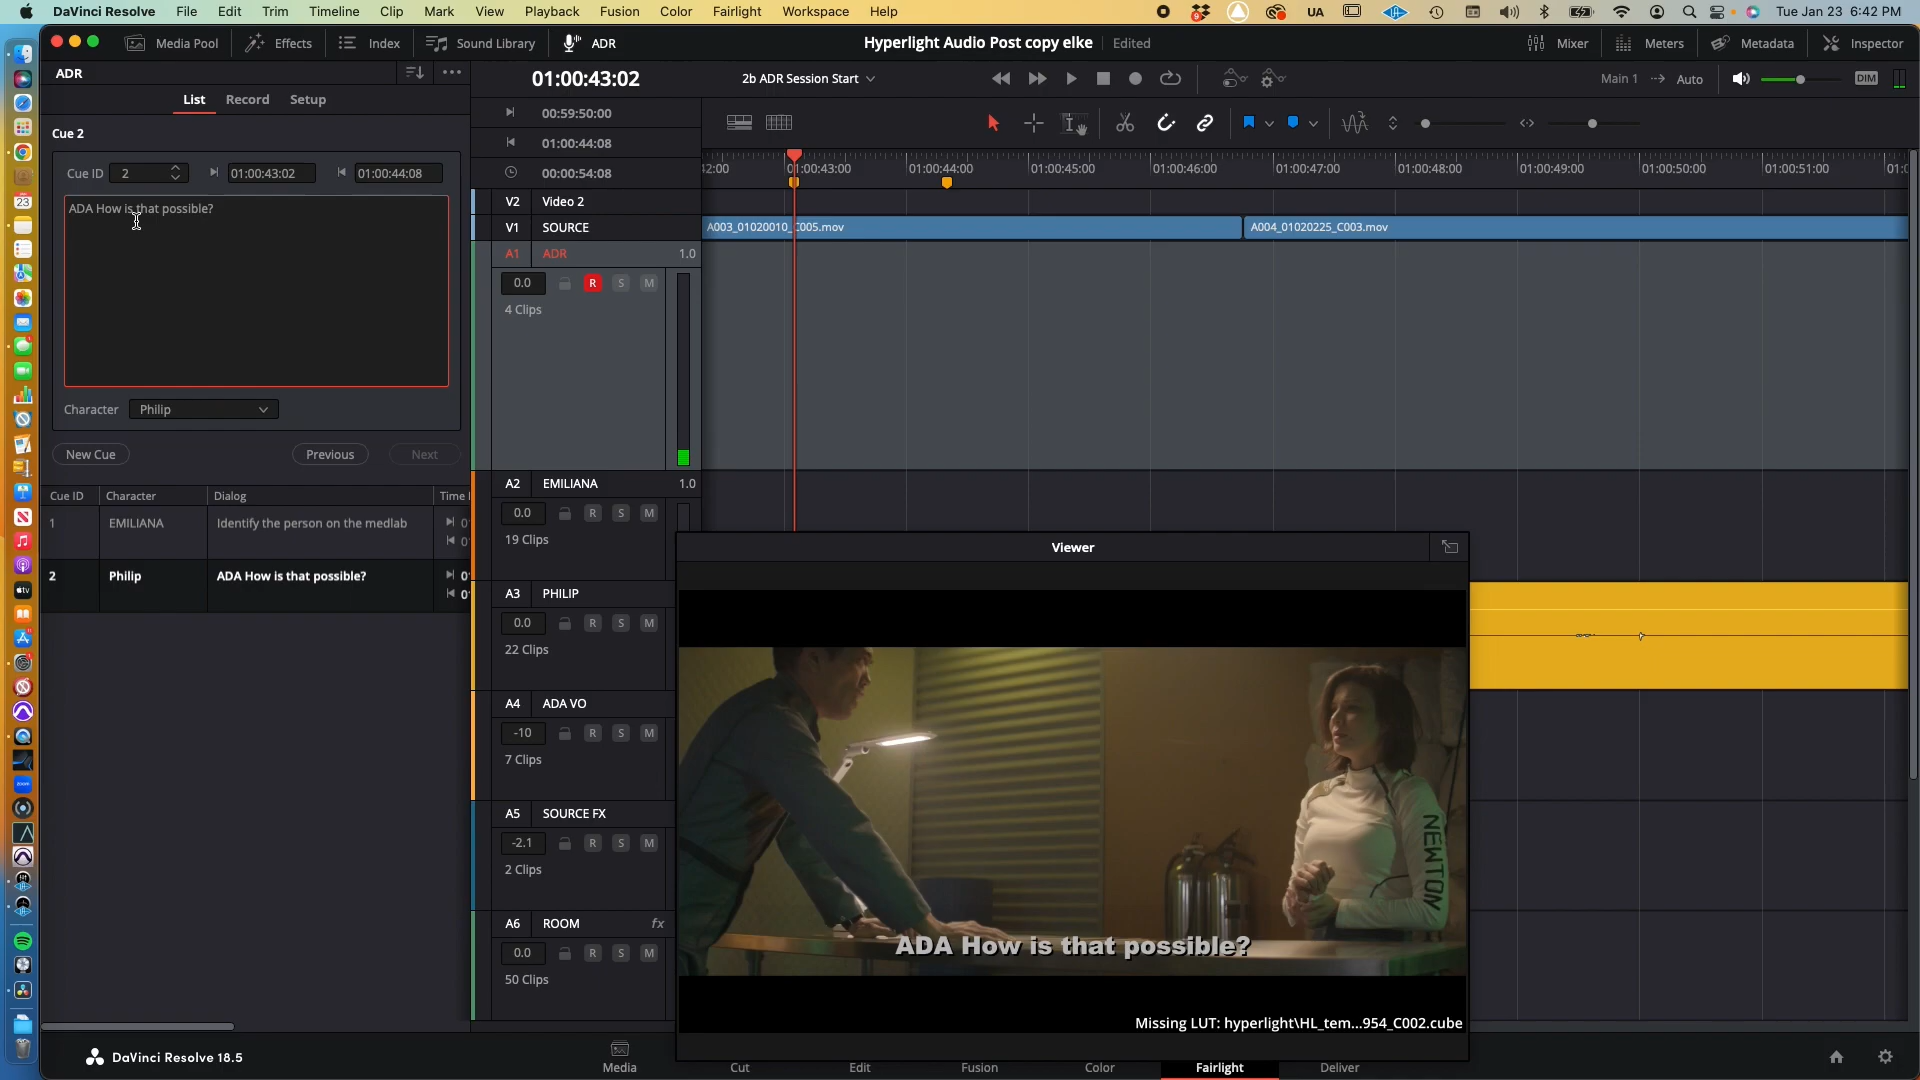 DaVinci Resolve File Edit Trim Timeline Clip Mark View Playback Fusion Color Fairlight Workspace Help
9 UA Tue Jan 23 6:42 PM
Media Pool Effects Index Sound Library ADR Hyperlight Audio Post copy elke Edited Mixer Meters Metadata Inspector
ADR
01:00:43:02 2b ADR Session Start Main 1 Auto DIM
List Record Setup
00:59:50:00
01:00:44:08
00:00:54:08
Cue 2
Cue ID 2 01:00:43:02 01:00:44:08
ADA How is that possible?
Character Philip
New Cue Previous Next
Cue ID Character Dialog Time
1 EMILIANA Identify the person on the medlab
2 Philip ADA How is that possible?
42:00 01:00:43:00 01:00:44:00 01:00:45:00 01:00:46:00 01:00:47:00 01:00:48:00 01:00:49:00 01:00:50:00 01:00:51:00
V2 Video 2
V1 SOURCE A003_01020010_C005.mov A004_01020225_C003.mov
A1 ADR 1.0
0.0 R S M
4 Clips
A2 EMILIANA 1.0
0.0 R S M
19 Clips
A3 PHILIP
0.0 R S M
22 Clips
A4 ADA VO
-10 R S M
7 Clips
A5 SOURCE FX
-2.1 R S M
2 Clips
A6 ROOM fx
0.0 R S M
50 Clips
Viewer
NEWTON
ADA How is that possible?
Missing LUT: hyperlight\HL_tem...954_C002.cube
DaVinci Resolve 18.5
Media Cut Edit Fusion Color Fairlight Deliver